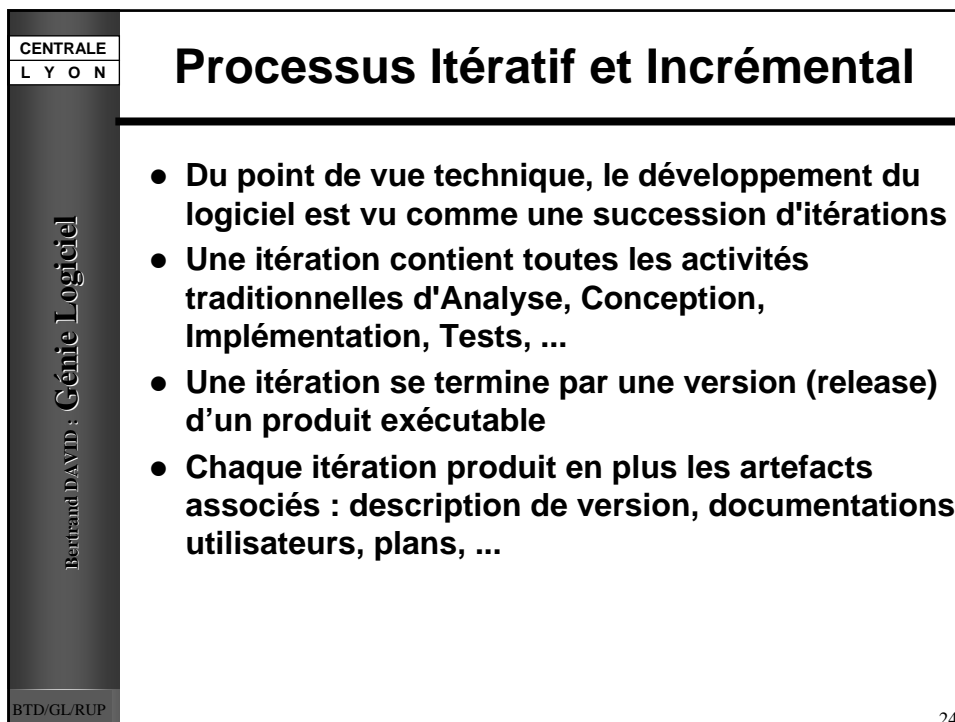 CENTRALE
L Y O N
Processus Itératif et Incrémental
● Du point de vue technique, le développement du
logiciel est vu comme une succession d'itérations
● Une itération contient toutes les activités
traditionnelles d'Analyse, Conception,
Implémentation, Tests, ...
● Une itération se termine par une version (release)
d’un produit exécutable
● Chaque itération produit en plus les artefacts
associés : description de version, documentations
utilisateurs, plans, ...
Bertrand DAVID : Génie Logiciel
BTD/GL/RUP
24